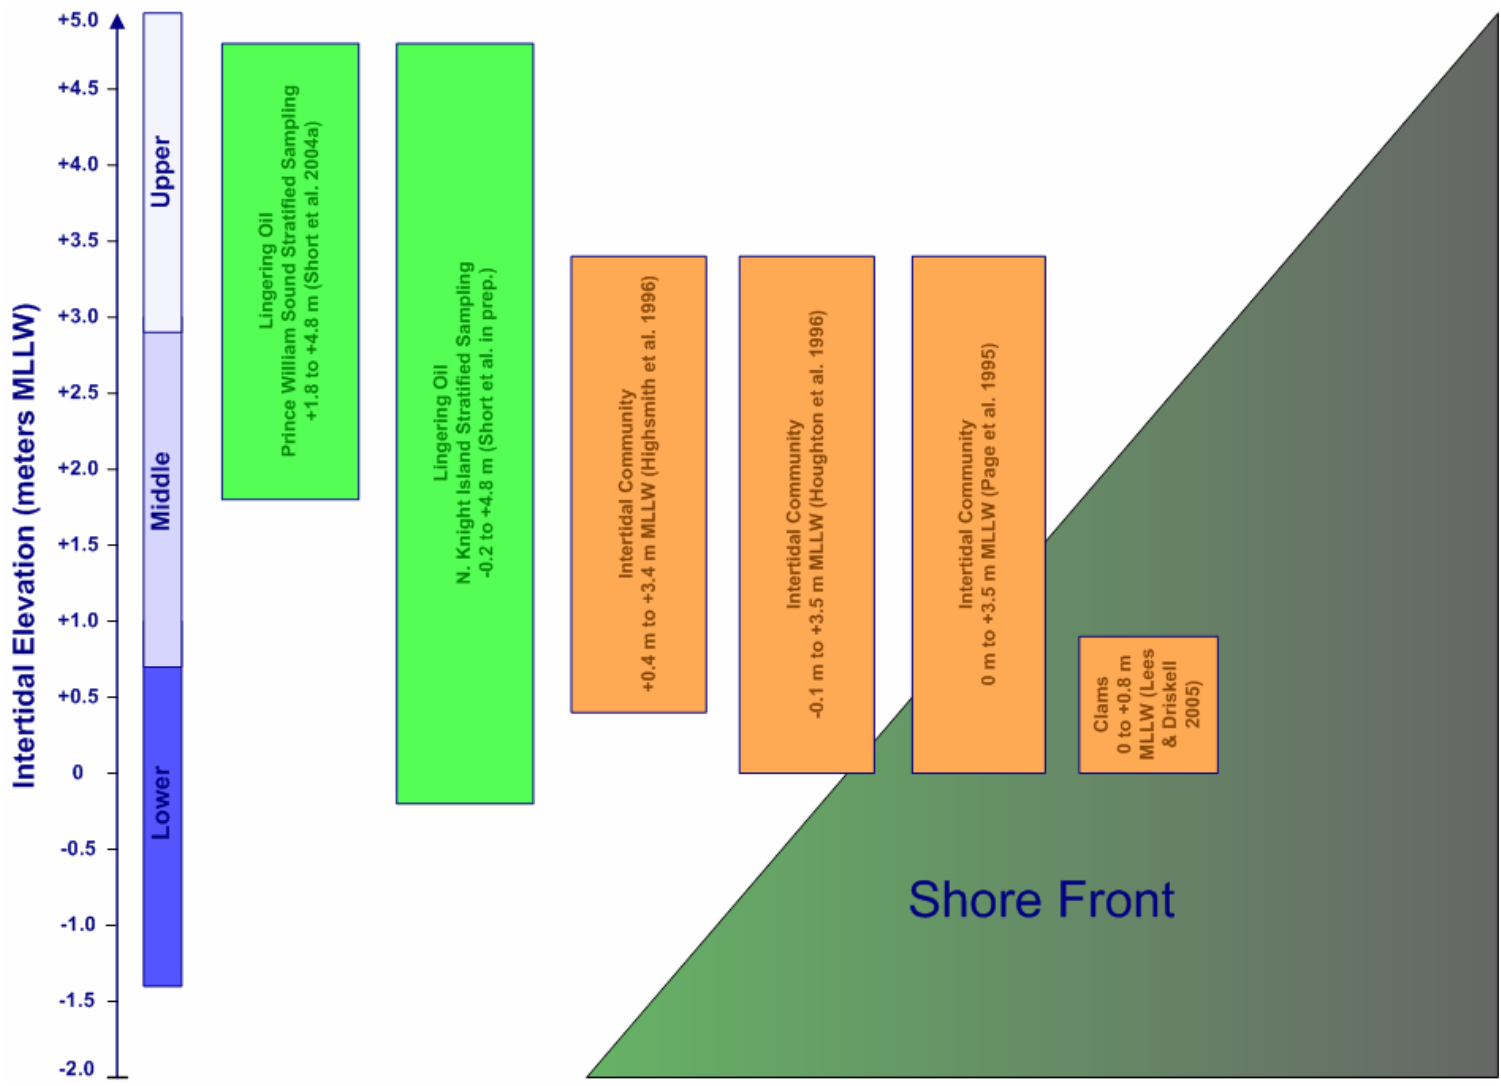 Intertidal Elevation (meters MLLW)
+5.0
+4.5
+4.0
+3.5
+3.0
+2.5
+2.0
+1.5
+1.0
+0.5
0
-0.5
-1.0
-1.5
-2.0
Upper
Middle
Lower
Lingering Oil
Prince William Sound Stratified Sampling
+1.8 to +4.8 m (Short et al. 2004a)
Lingering Oil
N. Knight Island Stratified Sampling
-0.2 to +4.8 m (Short et al. in prep.)
Intertidal Community
+0.4 m to +3.4 m MLLW (Highsmith et al. 1996)
Intertidal Community
-0.1 m to +3.5 m MLLW (Houghton et al. 1996)
Intertidal Community
0 m to +3.5 m MLLW (Page et al. 1995)
Clams
0 to +0.8 m
MLLW (Lees
& Driskell
2005)
Shore Front